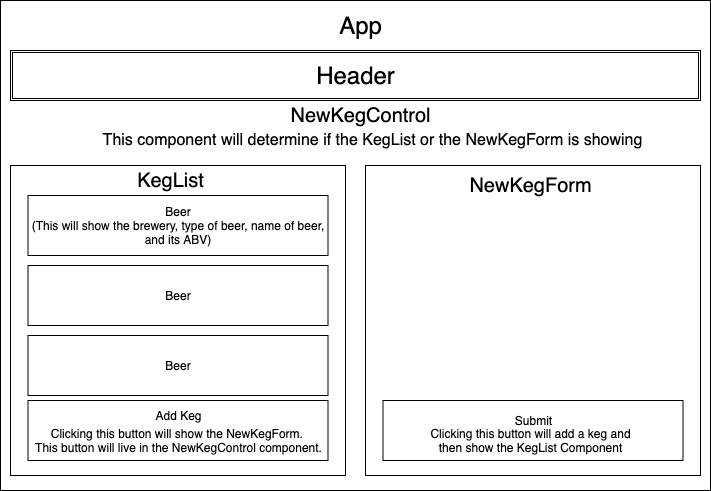 App
Header
NewKegControl
This component will determine if the KegList or the NewKegForm is showing
KegList
Beer
(This will show the brewery, type of beer, name of beer,
and its ABV)
Beer
Beer
Add Keg
Clicking this button will show the NewKegForm.
This button will live in the NewKegControl component.
NewKegForm
Submit
Clicking this button will add a keg and
then show the KegList Component